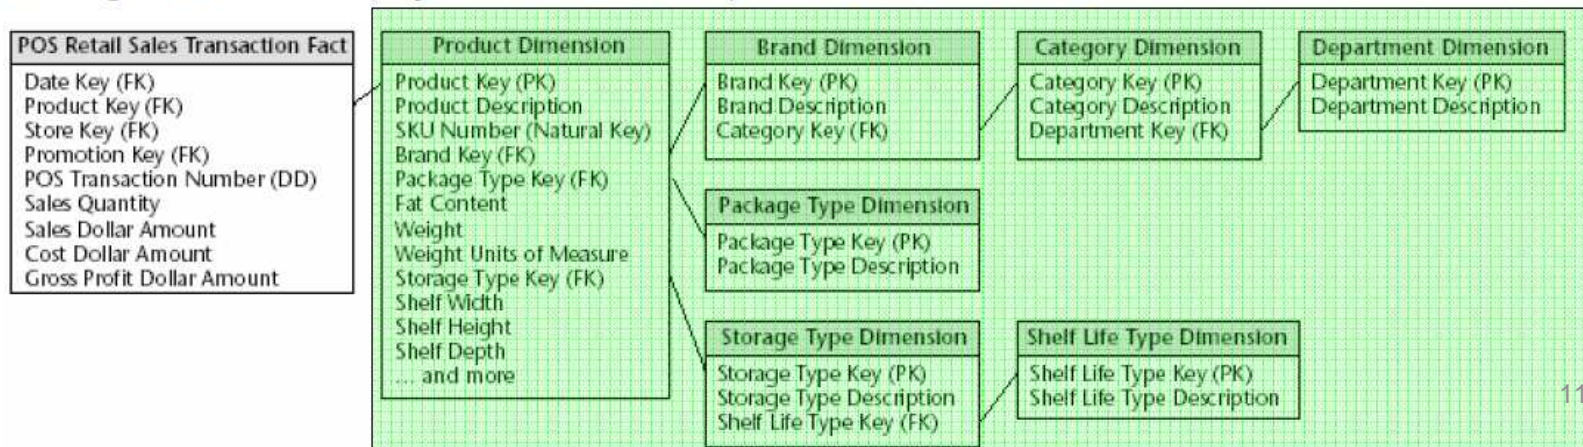 POS Retail Sales Transaction Fact
Date Key (FK)
Product Key (FK)
Store Key (FK)
Promotion Key (FK)
POS Transaction Number (DD)
Sales Quantity
Sales Dollar Amount
Cost Dollar Amount
Gross Profit Dollar Amount
Product Dimension
Product Key (PK)
Product Description
SKU Number (Natural Key)
Brand Key (FK)
Package Type Key (FK)
Fat Content
Weight
Weight Units of Measure
Storage Type Key (FK)
Shelf Width
Shelf Height
Shelf Depth
... and more
Brand Dimension
Brand Key (PK)
Brand Description
Category Key (FK)
Category Dimension
Category Key (PK)
Category Description
Department Key (FK)
Department Dimension
Department Key (PK)
Department Description
Package Type Dimension
Package Type Key (PK)
Package Type Description
Storage Type Dimension
Storage Type Key (PK)
Storage Type Description
Shelf Life Type Key (FK)
Shelf Life Type Dimension
Shelf Life Type Key (PK)
Shelf Life Type Description
11